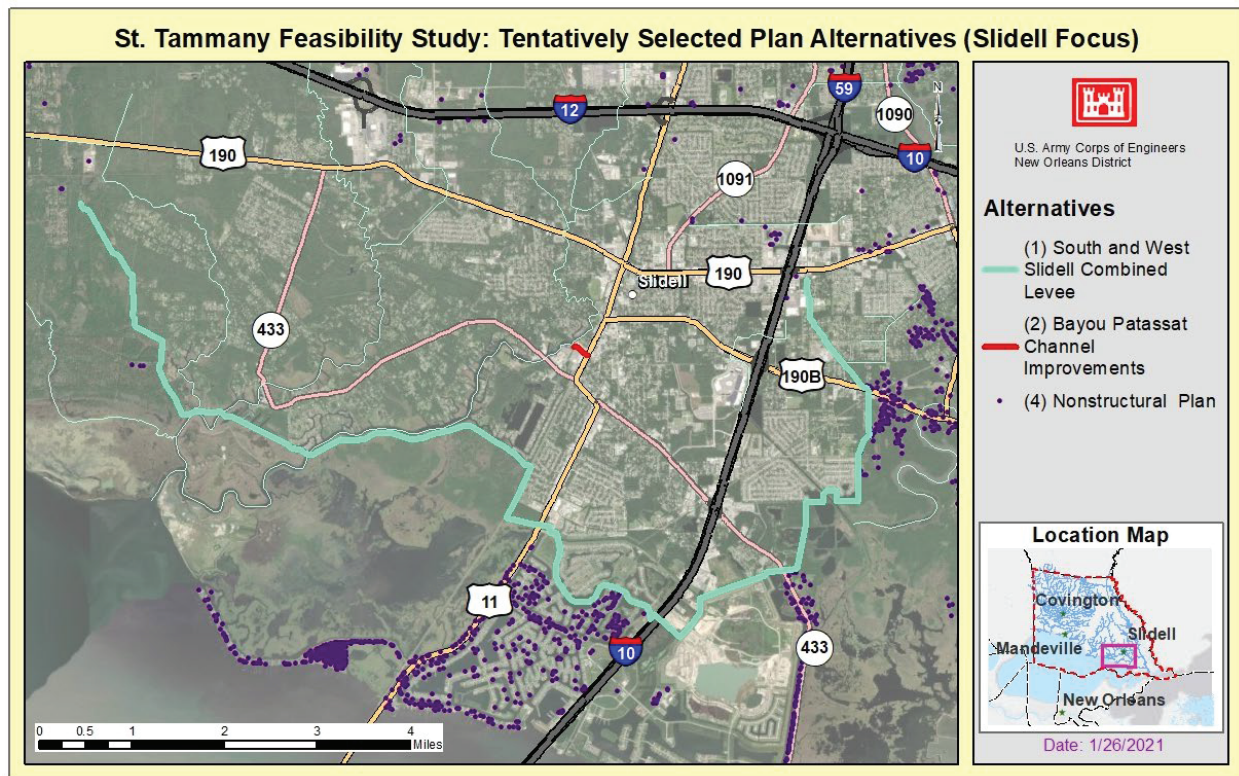 St. Tammany Feasibility Study: Tentatively Selected Plan Alternatives (Slidell Focus)
59
12
N
1090
190
10
1091
190
Slidell
433
190B
11
433
10
0 0.5 1 2 3 4
Miles
U.S. Army Corps of Engineers
New Orleans District
Alternatives
(1) South and West
Slidell Combined
Levee
(2) Bayou Patassat
Channel
Improvements
(4) Nonstructural Plan
Location Map
Covington
Slidell
Mandeville
New Orleans
Date: 1/26/2021